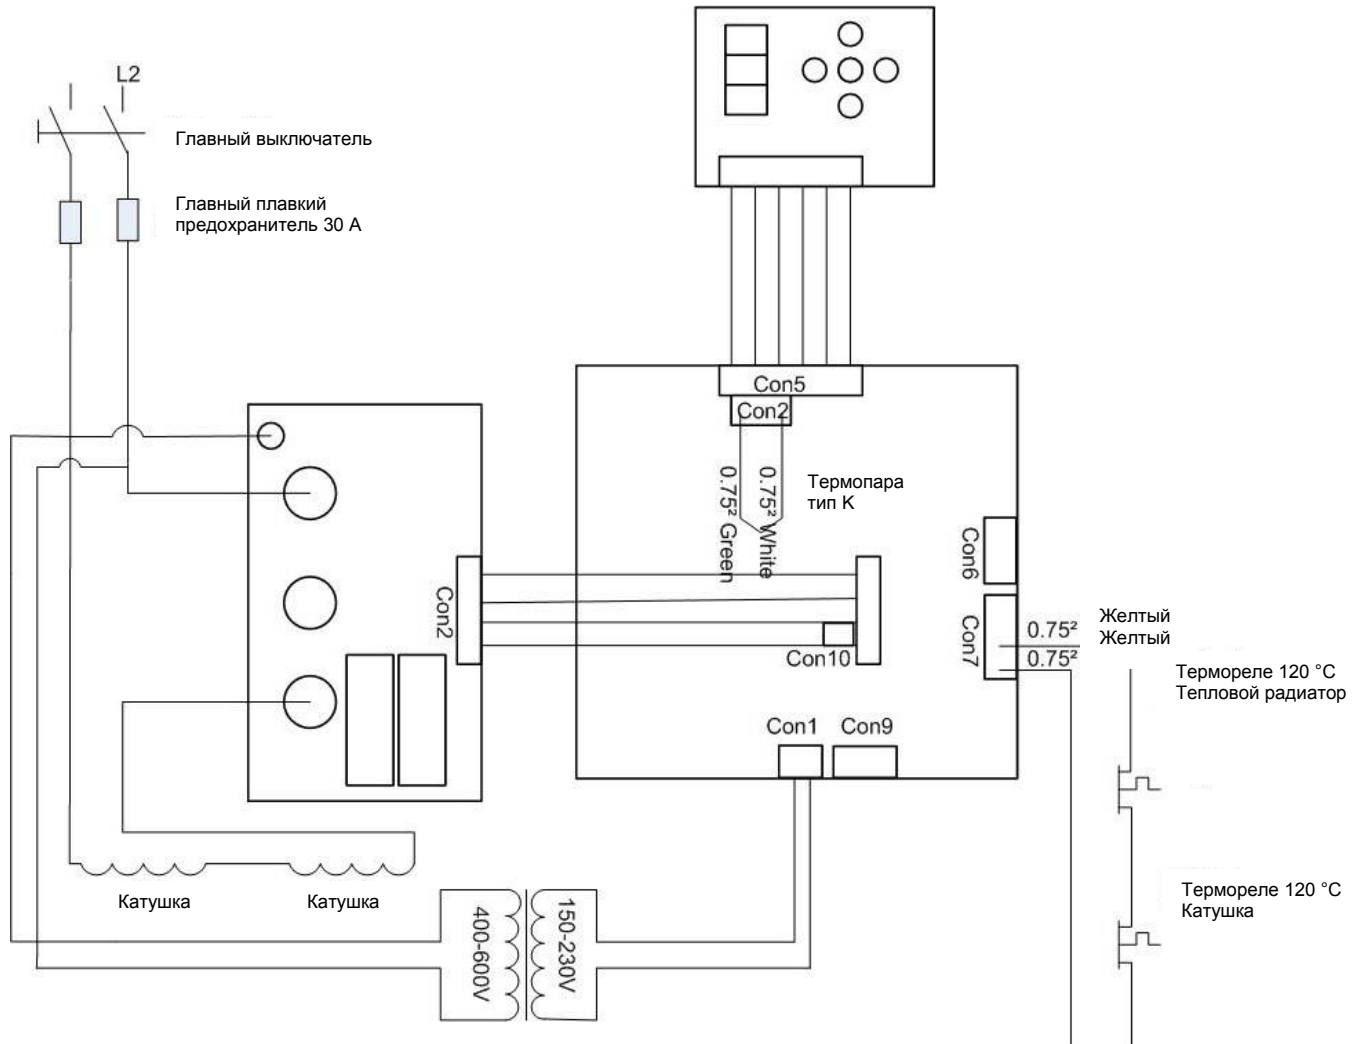 L2
Главный выключатель
Главный плавкий
предохранитель 30 А
Con5
Con2
0.75² Green
0.75² White
Термопара
тип K
Con6
Con2
Con10
Con7
0.75²
0.75²
Желтый
Желтый
Термореле 120 °C
Тепловой радиатор
Con1
Con9
Катушка
Катушка
400-600V
150-230V
Термореле 120 °C
Катушка